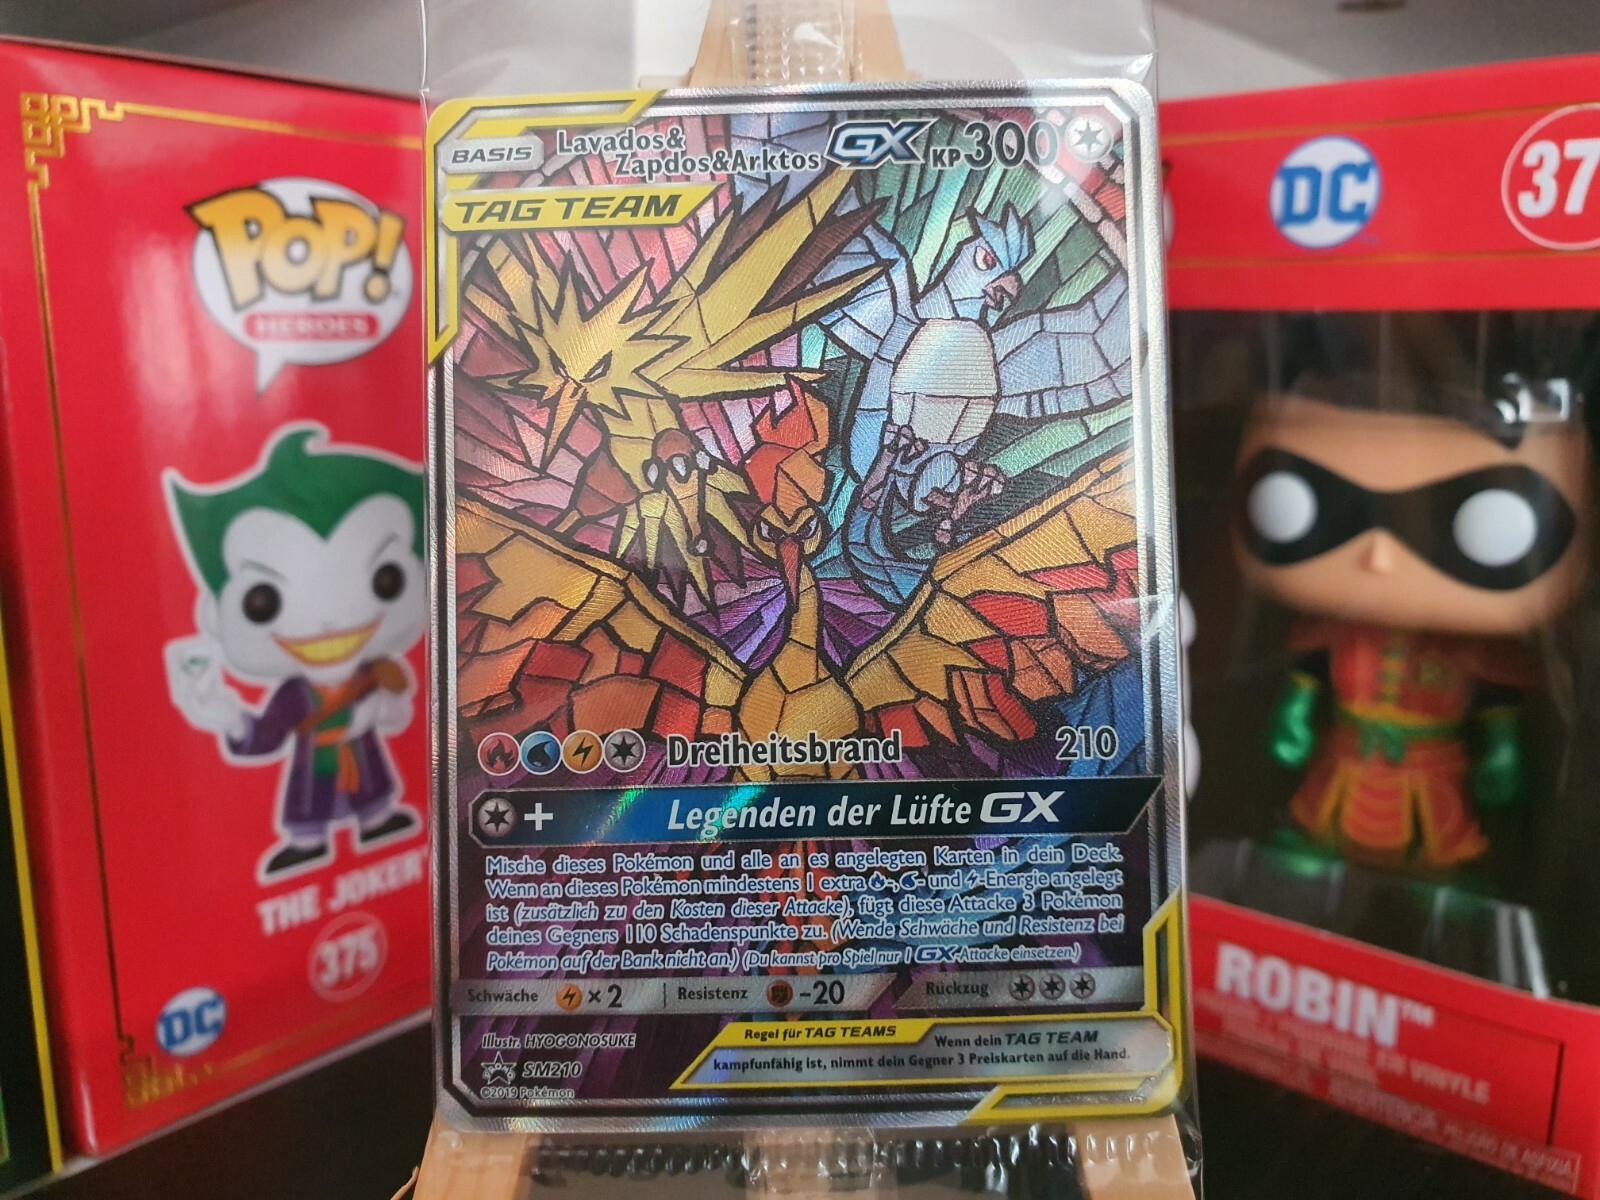 POP!
HEROES
THE JOKER
375
DC
BASIS
Lavados&
Zapdos&Arktos
GX
KP 300
TAG TEAM
Dreiheitsbrand 210
+ Legenden der Lüfte GX
Mische dieses Pokémon und alle an es angelegten Karten in dein Deck.
Wenn an dieses Pokémon mindestens 1 extra -, - und -Energie angelegt
ist (zusätzlich zu den Kosten dieser Attacke), fügt diese Attacke 3 Pokémon
deines Gegners 110 Schadenspunkte zu. (Wende Schwäche und Resistenz bei
Pokémon auf der Bank nicht an.) (Du kannst pro Spiel nur 1 GX-Attacke einsetzen.)
Schwäche ×2 Resistenz -20 Rückzug
Illustr. HYOGONOSUKE
SM210
©2019 Pokémon
Regel für TAG TEAMS
Wenn dein TAG TEAM
kampfunfähig ist, nimmt dein Gegner 3 Preiskarten auf die Hand.
DC
37
ROBIN™